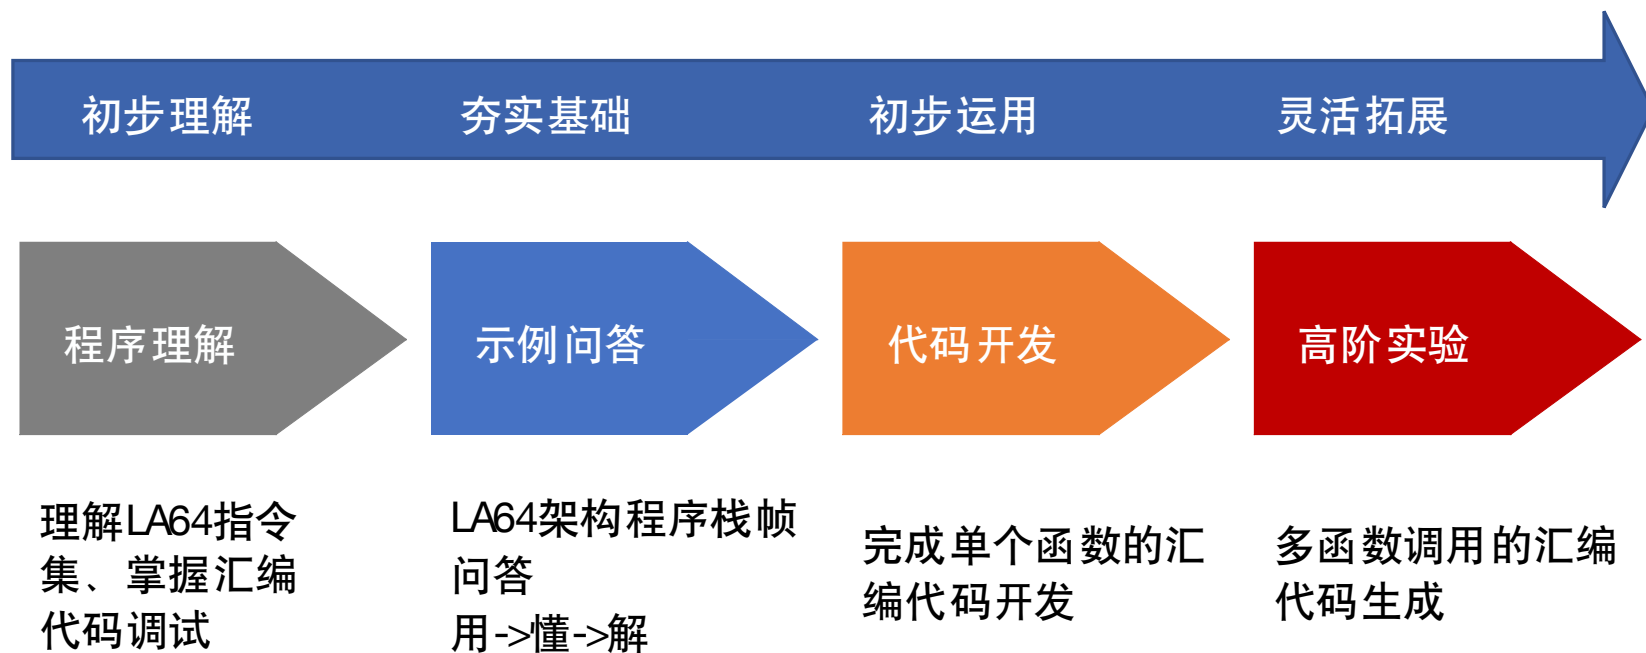 初步理解
夯实基础
初步运用
灵活拓展
程序理解
示例问答
代码开发
高阶实验
理解LA64指令
集、掌握汇编
代码调试
LA64架构程序栈帧
问答
用->懂->解
完成单个函数的汇
编代码开发
多函数调用的汇编
代码生成